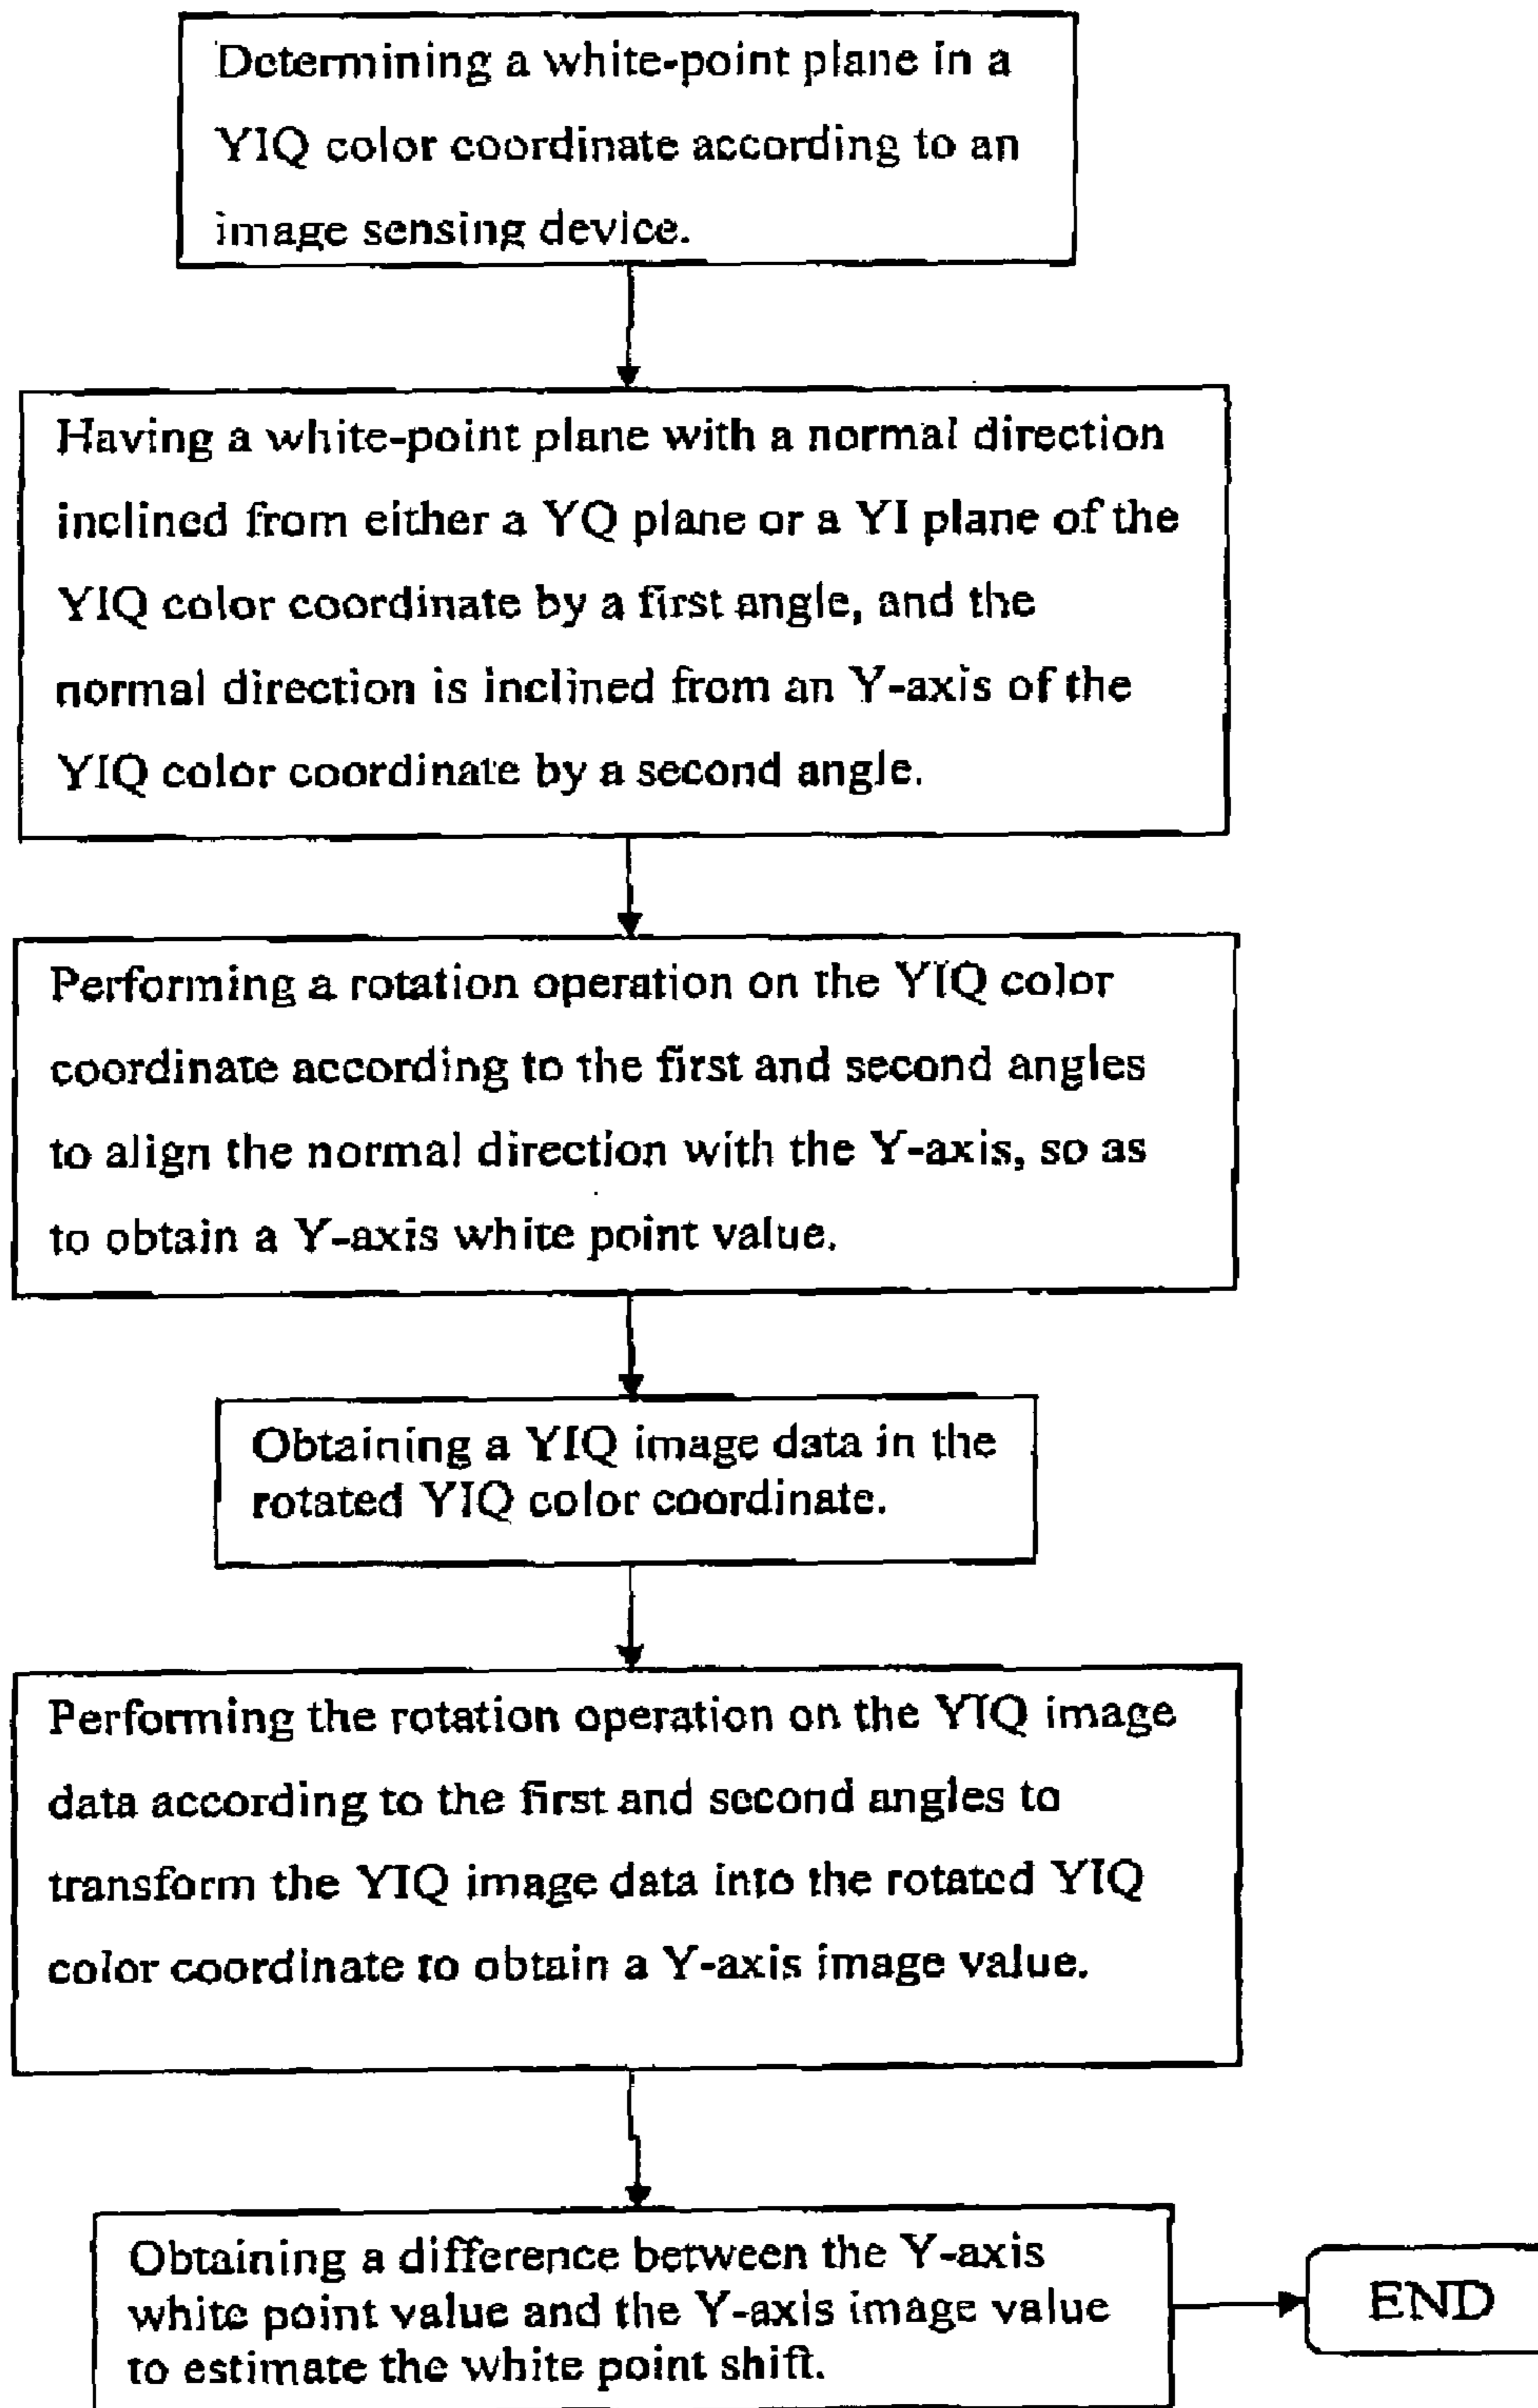 Determining a white-point plane in a
YIQ color coordinate according to an
image sensing device.
Having a white-point plane with a normal direction
inclined from either a YQ plane or a YI plane of the
YIQ color coordinate by a first angle, and the
normal direction is inclined from an Y-axis of the
YIQ color coordinate by a second angle.
Performing a rotation operation on the YIQ color
coordinate according to the first and second angles
to align the normal direction with the Y-axis, so as
to obtain a Y-axis white point value.
Obtaining a YIQ image data in the
rotated YIQ color coordinate.
Performing the rotation operation on the YIQ image
data according to the first and second angles to
transform the YIQ image data into the rotated YIQ
color coordinate to obtain a Y-axis image value.
Obtaining a difference between the Y-axis
white point value and the Y-axis image value
to estimate the white point shift.
END